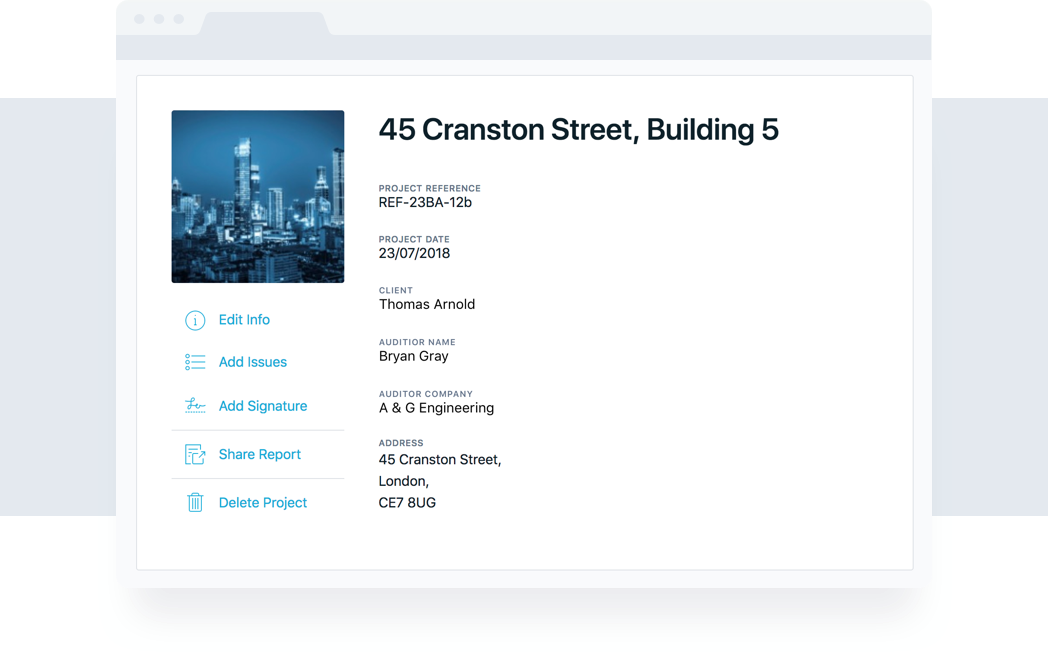 45 Cranston Street, Building 5
PROJECT REFERENCE
REF-23BA-12b
PROJECT DATE
23/07/2018
CLIENT
Thomas Arnold
AUDITIOR NAME
Bryan Gray
AUDITOR COMPANY
A & G Engineering
ADDRESS
45 Cranston Street,
London,
CE7 8UG
Edit Info
Add Issues
Add Signature
Share Report
Delete Project